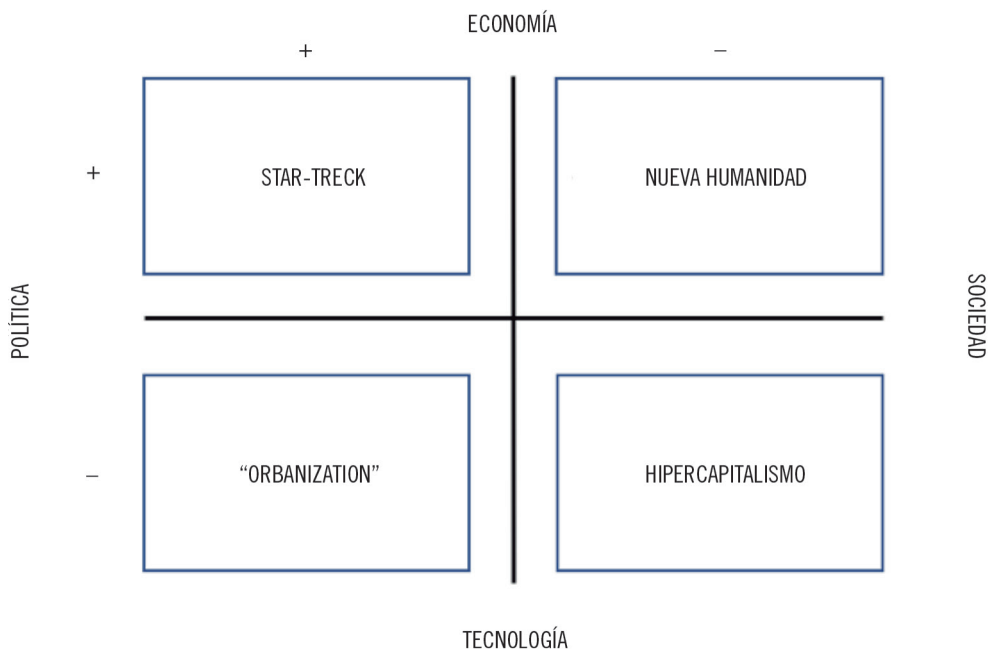 ECONOMÍA
+ –
+
STAR-TRECK
NUEVA HUMANIDAD
POLÍTICA
SOCIEDAD
–
“ORBANIZATION”
HIPERCAPITALISMO
TECNOLOGÍA